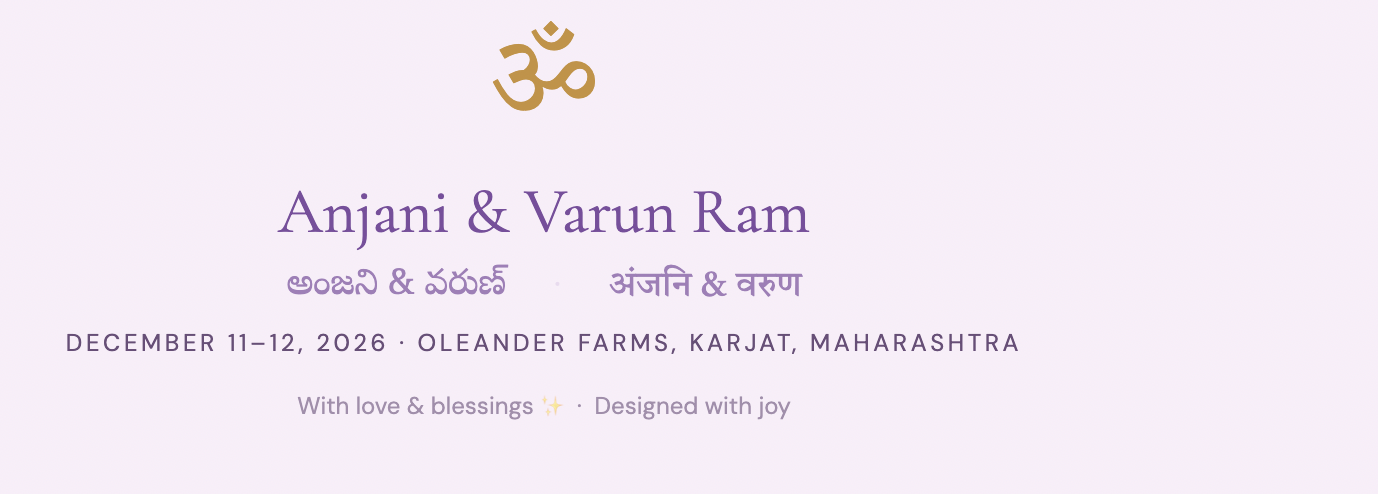 ॐ
Anjani & Varun Ram
అంజని & వరుణ్ · अंजनि & वरुण
DECEMBER 11–12, 2026 · OLEANDER FARMS, KARJAT, MAHARASHTRA
With love & blessings ✨ · Designed with joy